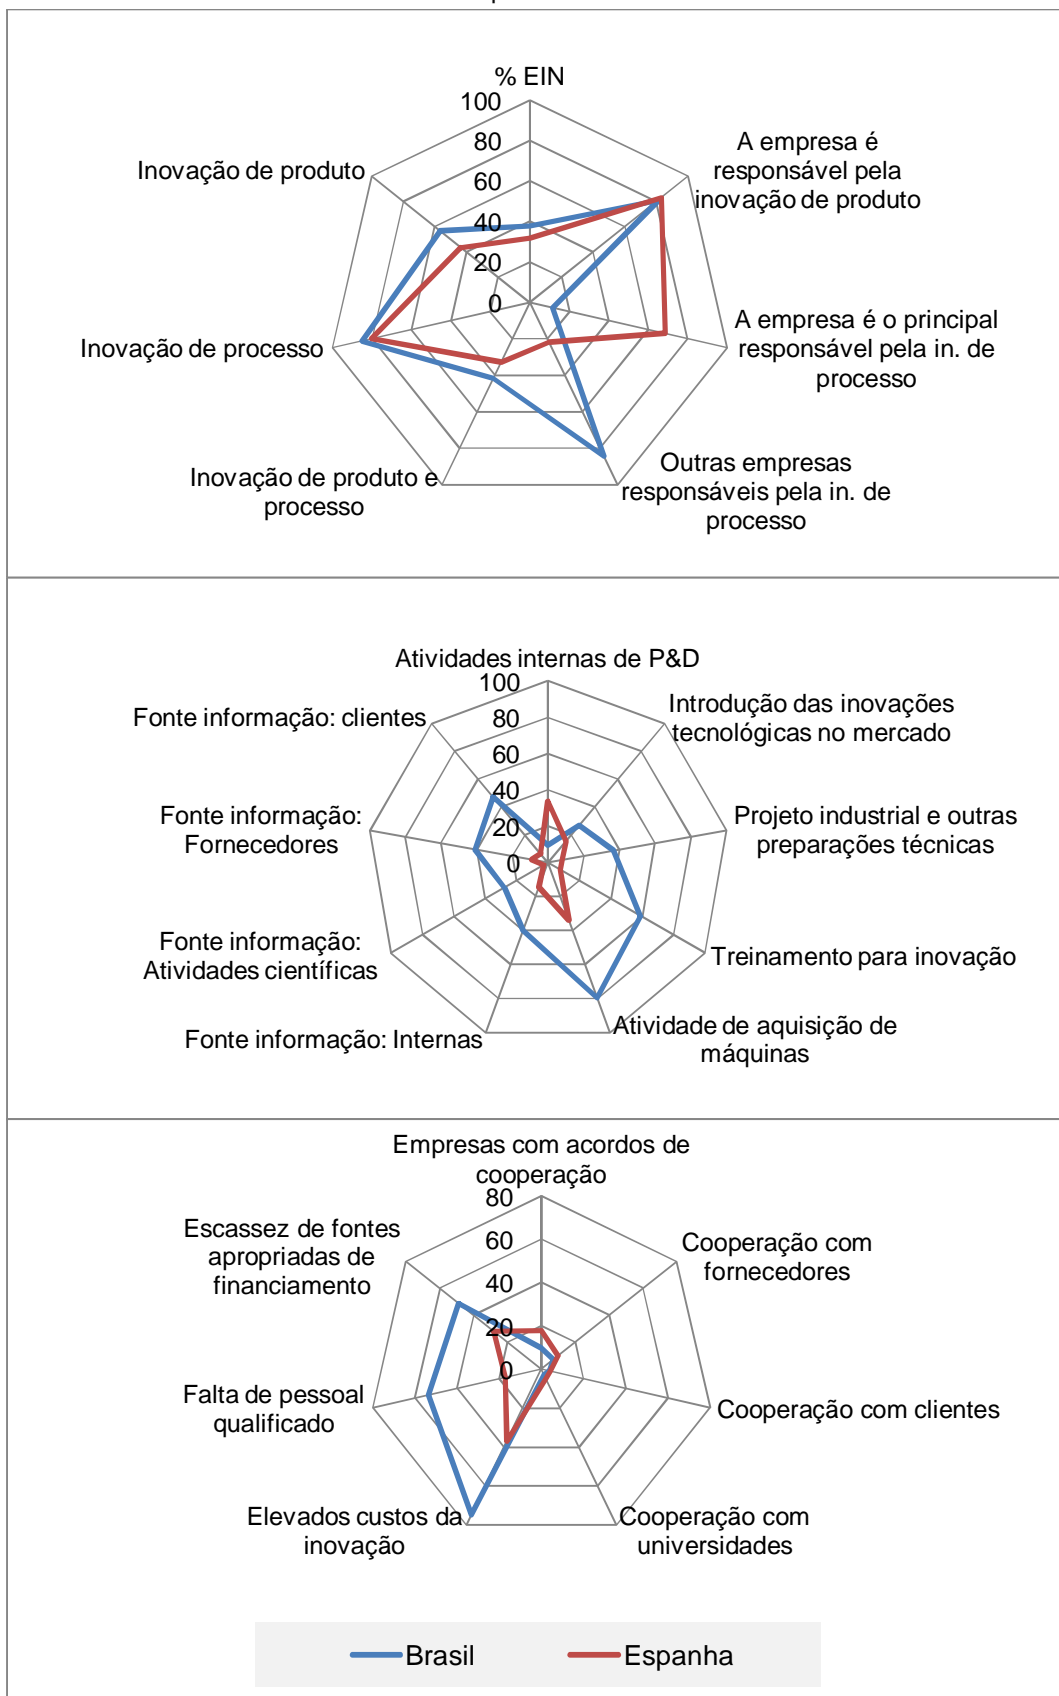 % EIN
100
80
60
40
20
0
A empresa é
responsável pela
inovação de produto
A empresa é o principal
responsável pela in. de
processo
Outras empresas
responsáveis pela in. de
processo
Inovação de produto e
processo
Inovação de processo
Inovação de produto
Atividades internas de P&D
100
80
60
40
20
0
Introdução das inovações
tecnológicas no mercado
Projeto industrial e outras
preparações técnicas
Treinamento para inovação
Atividade de aquisição de
máquinas
Fonte informação: Internas
Fonte informação:
Atividades científicas
Fonte informação:
Fornecedores
Fonte informação: clientes
Empresas com acordos de
cooperação
80
60
40
20
0
Cooperação com
fornecedores
Cooperação com clientes
Cooperação com
universidades
Elevados custos da
inovação
Falta de pessoal
qualificado
Escassez de fontes
apropriadas de
financiamento
Brasil
Espanha